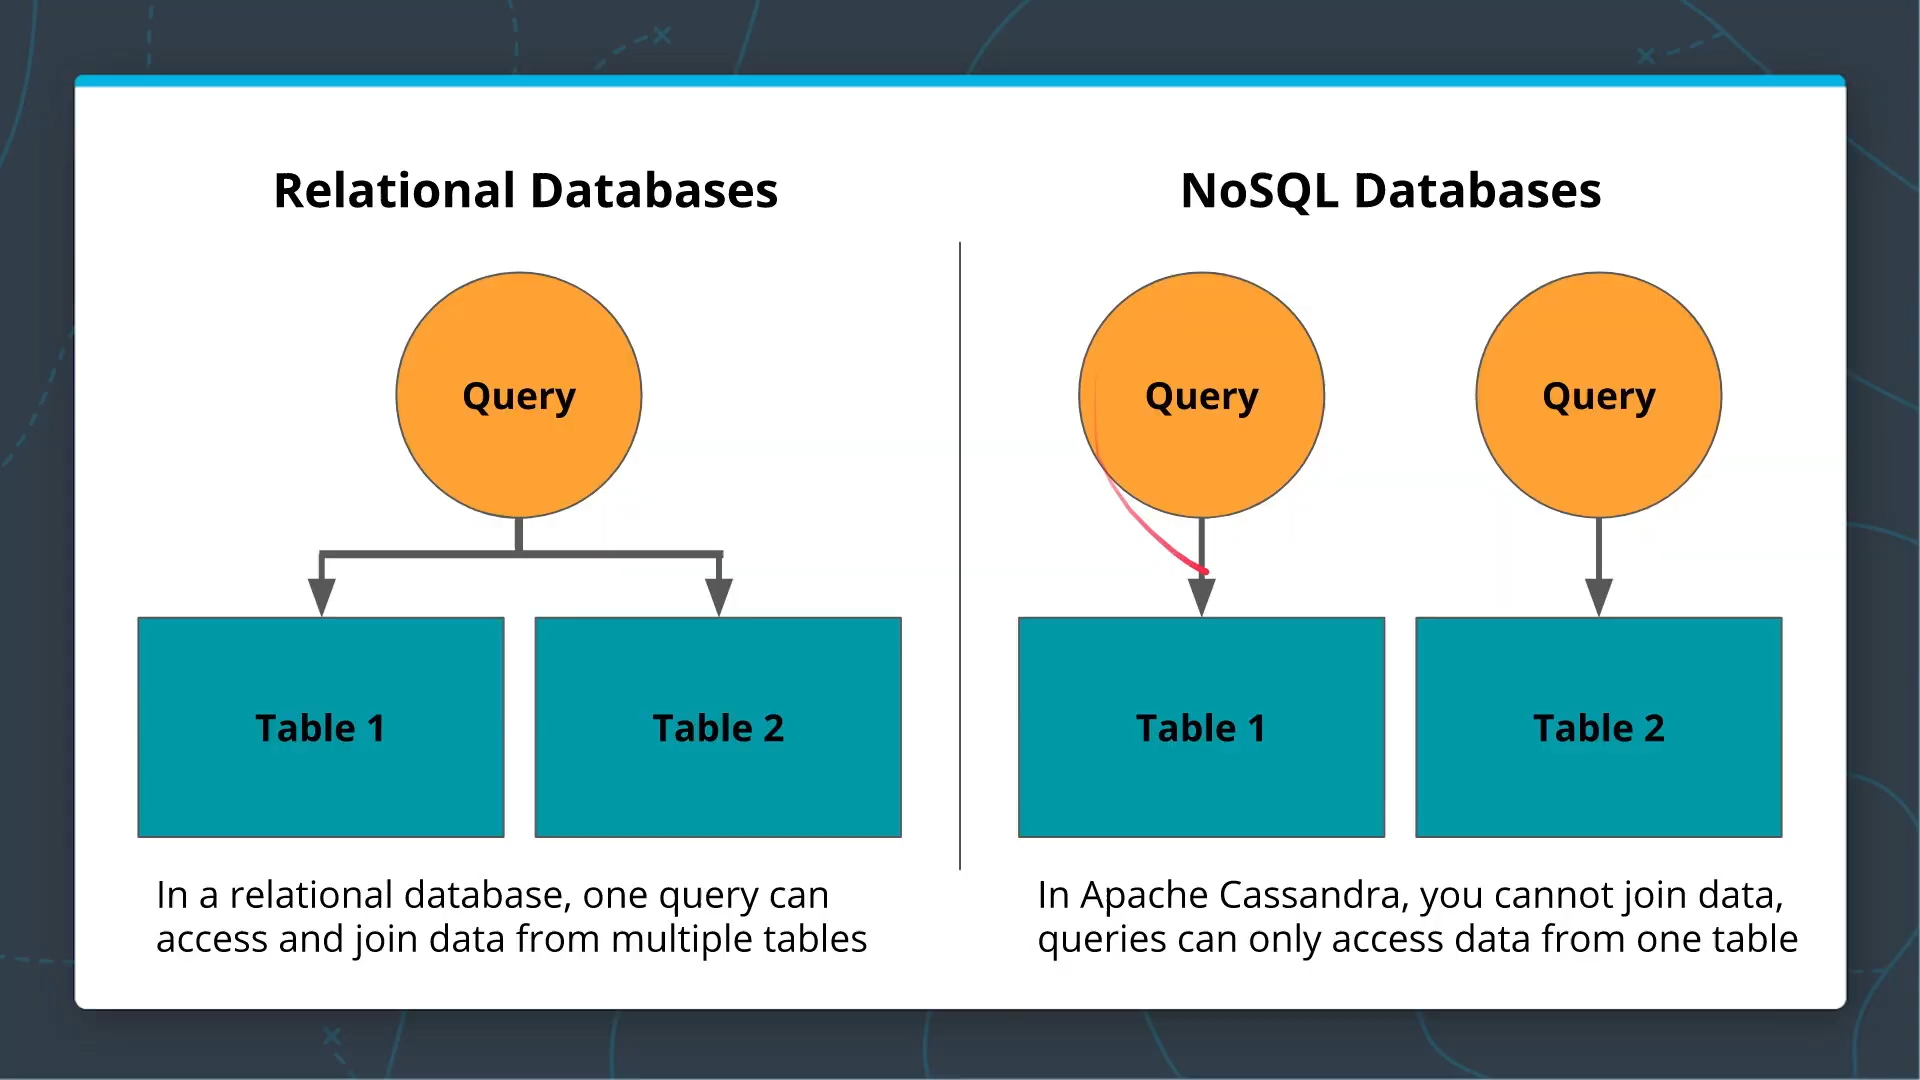 Relational Databases
Query
Table 1
Table 2
In a relational database, one query can
access and join data from multiple tables
NoSQL Databases
Query
Query
Table 1
Table 2
In Apache Cassandra, you cannot join data,
queries can only access data from one table